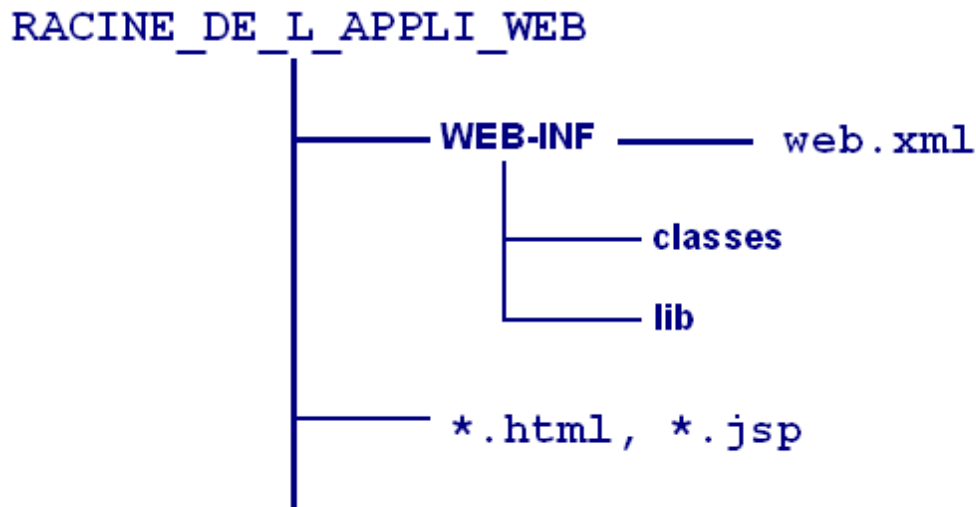 RACINE_DE_L_APPLI_WEB
WEB-INF web.xml
classes
lib
*.html, *.jsp